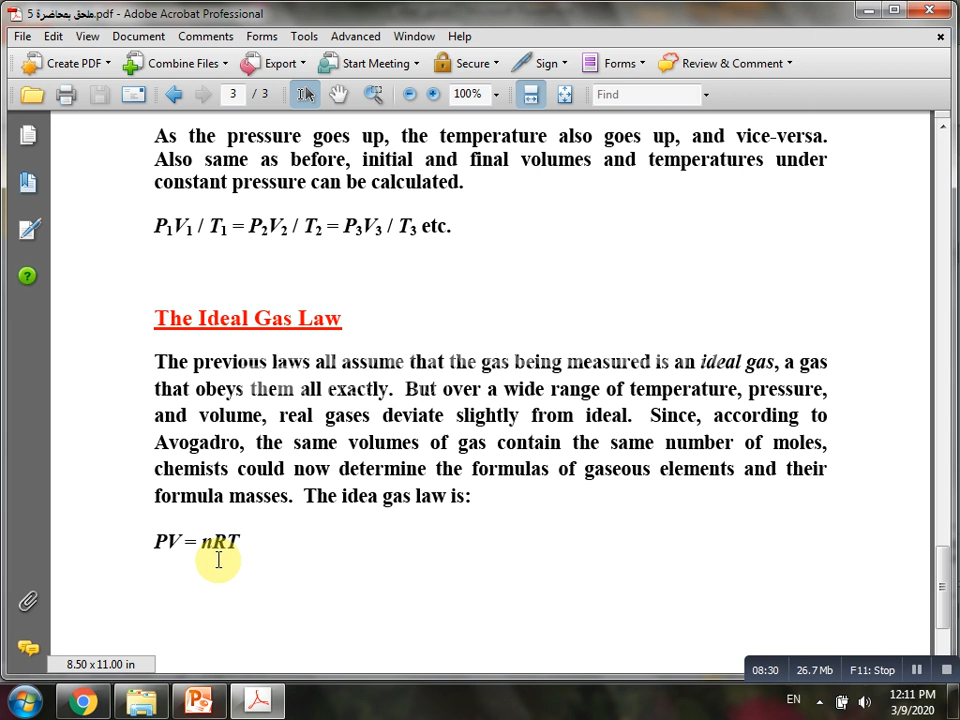 ملحق بمحاضرة 5.pdf - Adobe Acrobat Professional
File Edit View Document Comments Forms Tools Advanced Window Help
Create PDF Combine Files Export Start Meeting Secure Sign Forms Review & Comment
3 / 3 100% Find
As the pressure goes up, the temperature also goes up, and vice-versa.
Also same as before, initial and final volumes and temperatures under
constant pressure can be calculated.
P₁V₁ / T₁ = P₂V₂ / T₂ = P₃V₃ / T₃ etc.
The Ideal Gas Law
The previous laws all assume that the gas being measured is an ideal gas, a gas
that obeys them all exactly. But over a wide range of temperature, pressure,
and volume, real gases deviate slightly from ideal. Since, according to
Avogadro, the same volumes of gas contain the same number of moles,
chemists could now determine the formulas of gaseous elements and their
formula masses. The idea gas law is:
PV = nRT
8.50 x 11.00 in
08:30 26.7 Mb F11: Stop
EN 12:11 PM
3/9/2020